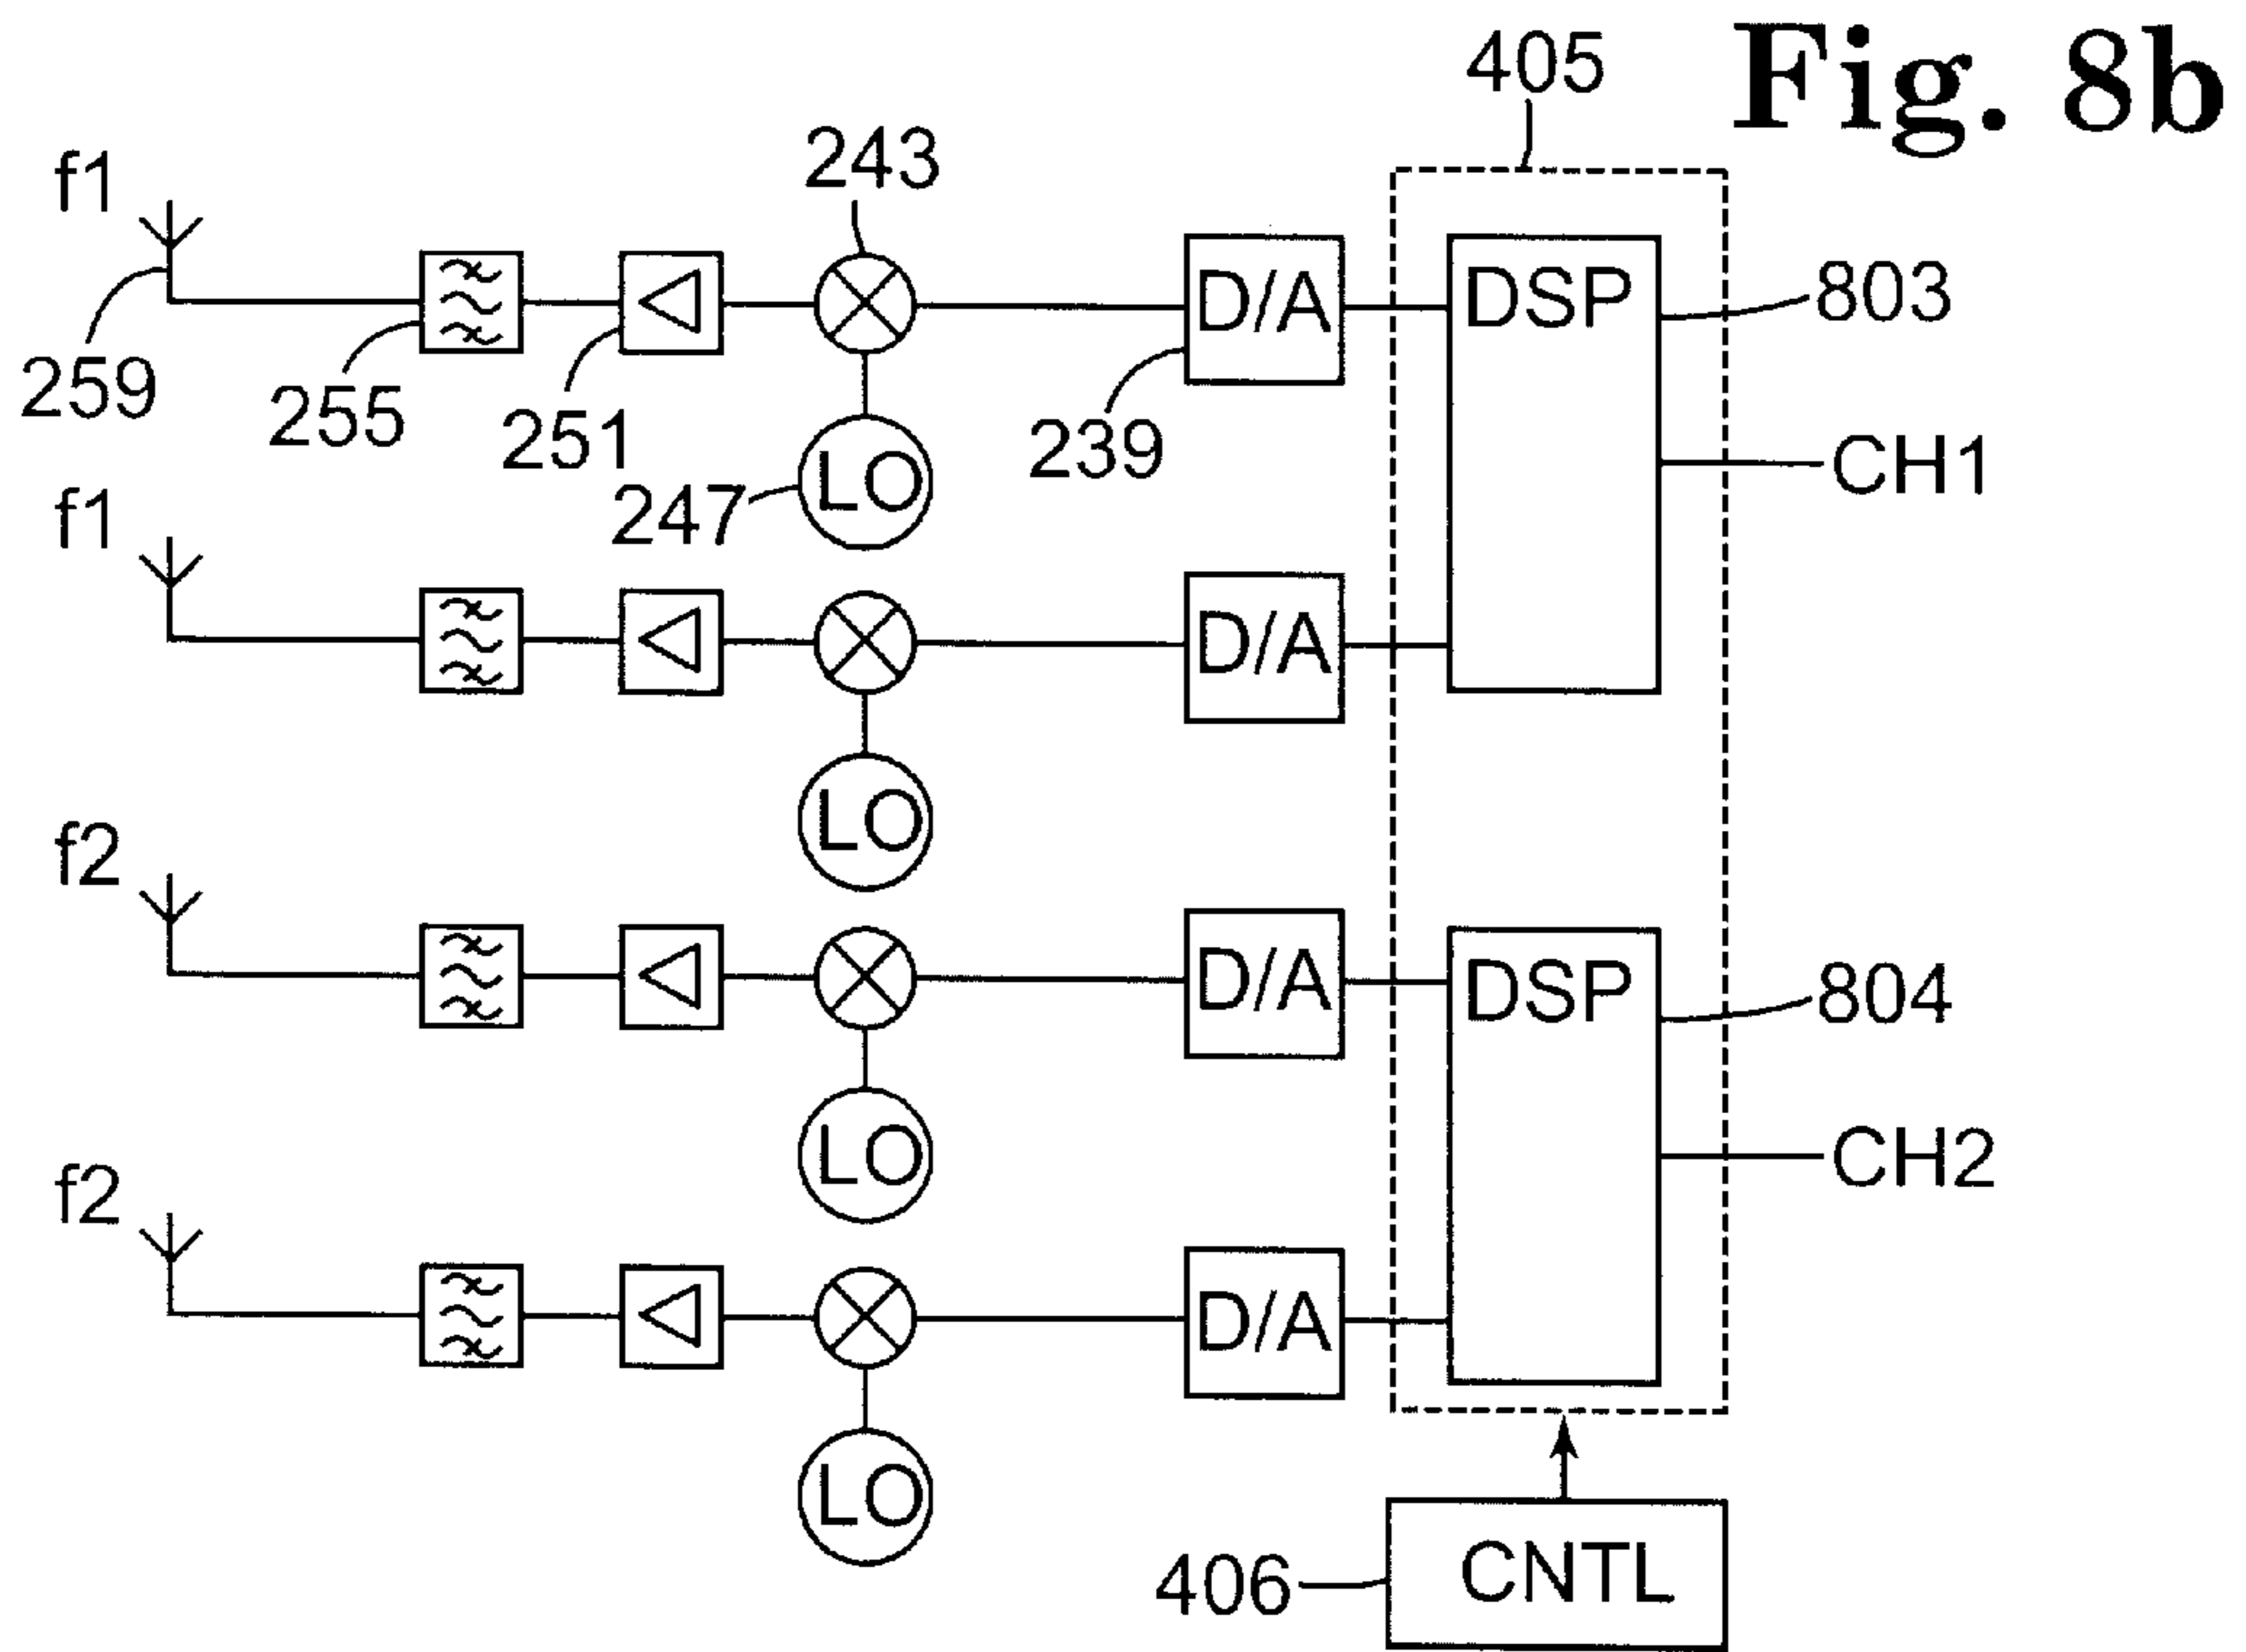 Fig. 8b
405
243
f1
D/A
DSP
803
259
255
251
239
CH1
LO
247
f1
D/A
LO
f2
D/A
DSP
804
LO
CH2
f2
D/A
LO
CNTL
406